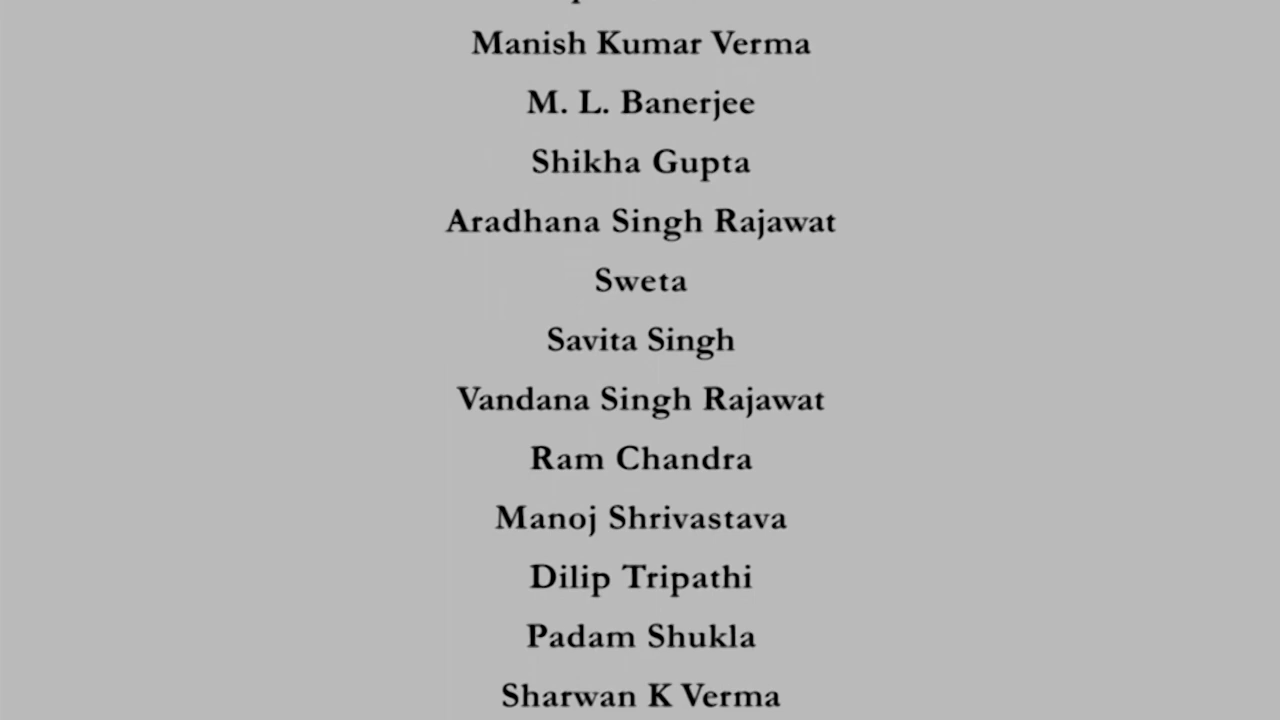 Manish Kumar Verma
M. L. Banerjee
Shikha Gupta
Aradhana Singh Rajawat
Sweta
Savita Singh
Vandana Singh Rajawat
Ram Chandra
Manoj Shrivastava
Dilip Tripathi
Padam Shukla
Sharwan K Verma